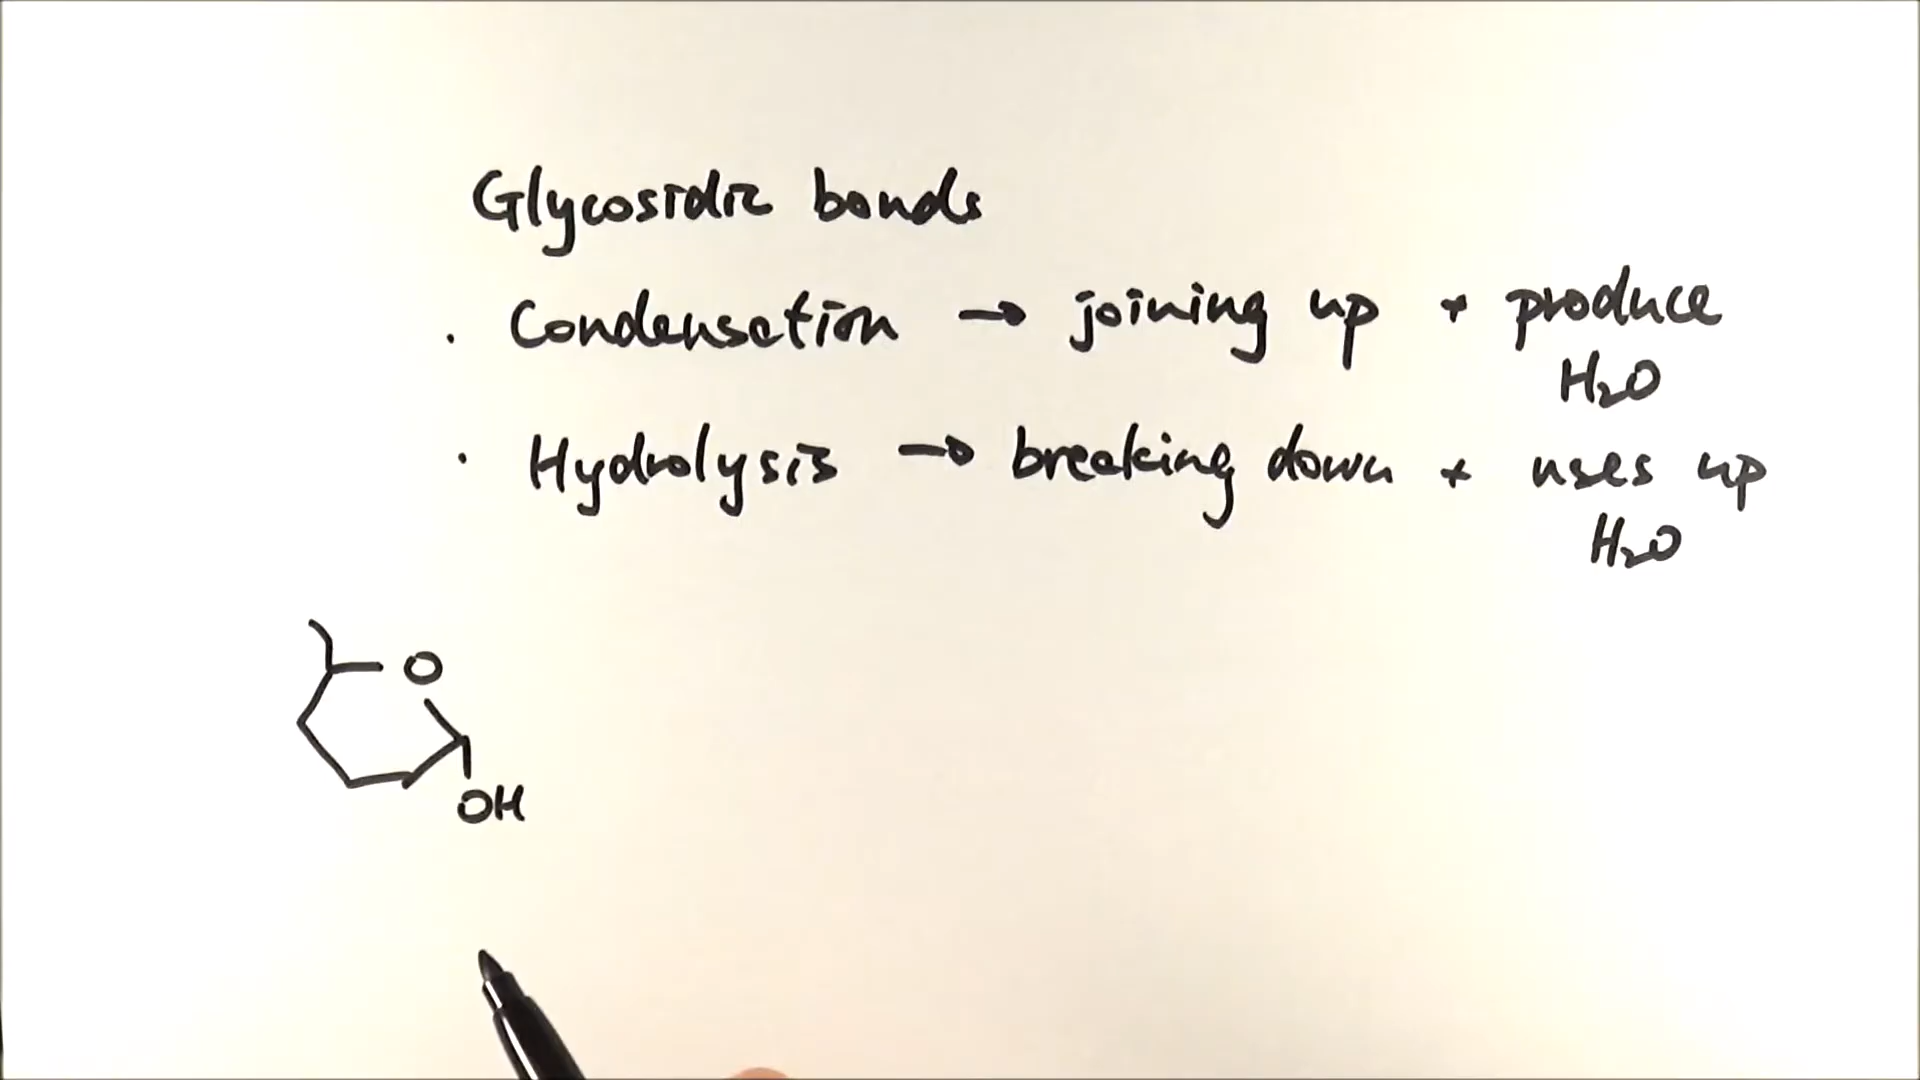 Glycosidic bonds
· Condensation → joining up + produce
H₂O
· Hydrolysis → breaking down + uses up
H₂O
O
OH